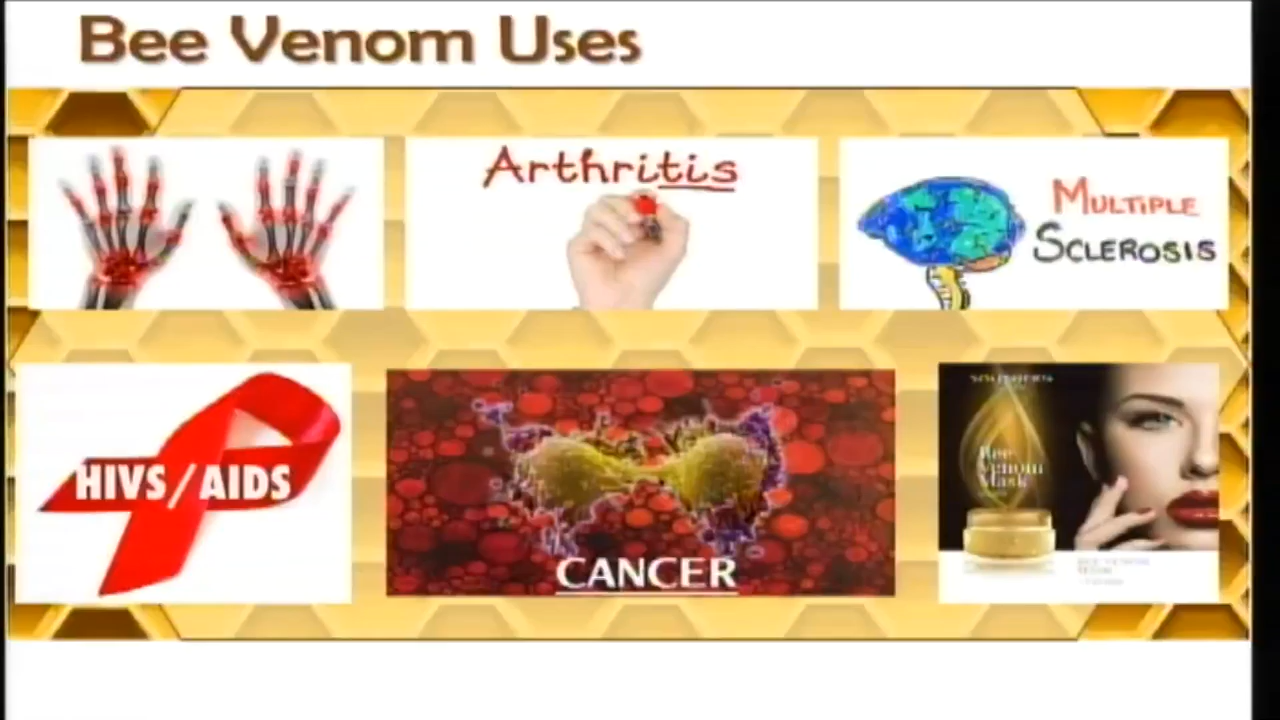 Bee Venom Uses
Arthritis
MULTIPLE
SCLEROSIS
HIVS/AIDS
CANCER
Bee
Venom
Mask